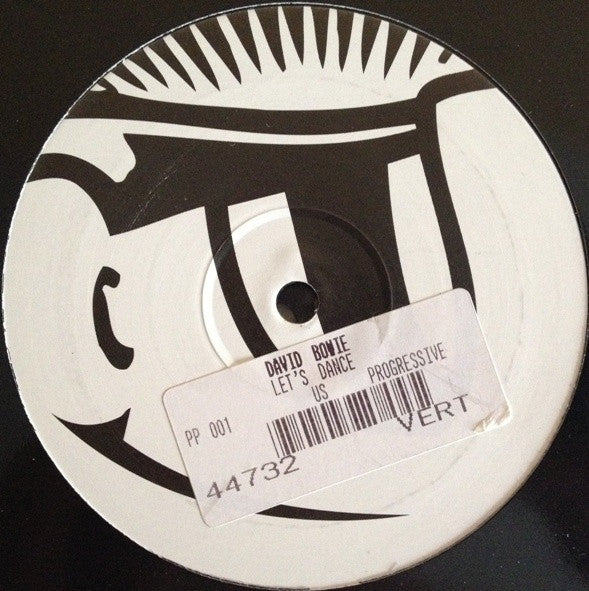 DAVID BOWIE
LET'S DANCE
US PROGRESSIVE
PP 001
VERT
44732